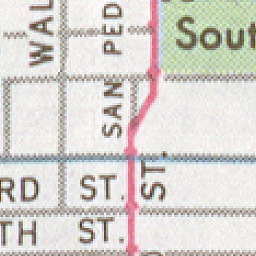 WAL
SAN PED
Sout
RD ST.
ST.
TH ST.